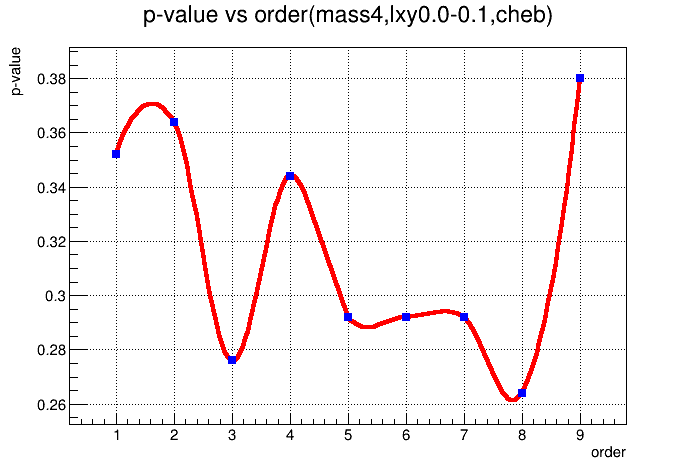 p-value vs order(mass4,lxy0.0-0.1,cheb)
p-value
0.38
0.36
0.34
0.32
0.3
0.28
0.26
1 2 3 4 5 6 7 8 9
order